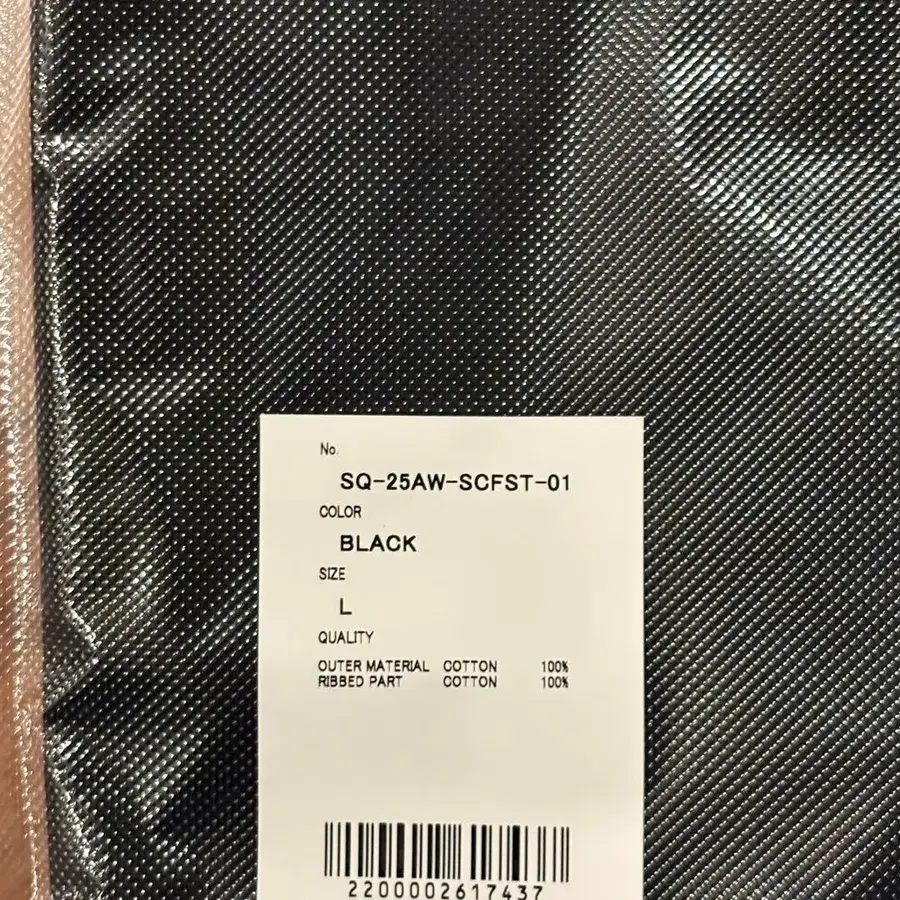 No.
SQ-25AW-SCFST-01
COLOR
BLACK
SIZE
L
QUALITY
OUTER MATERIAL COTTON 100%
RIBBED PART COTTON 100%
2200002617437